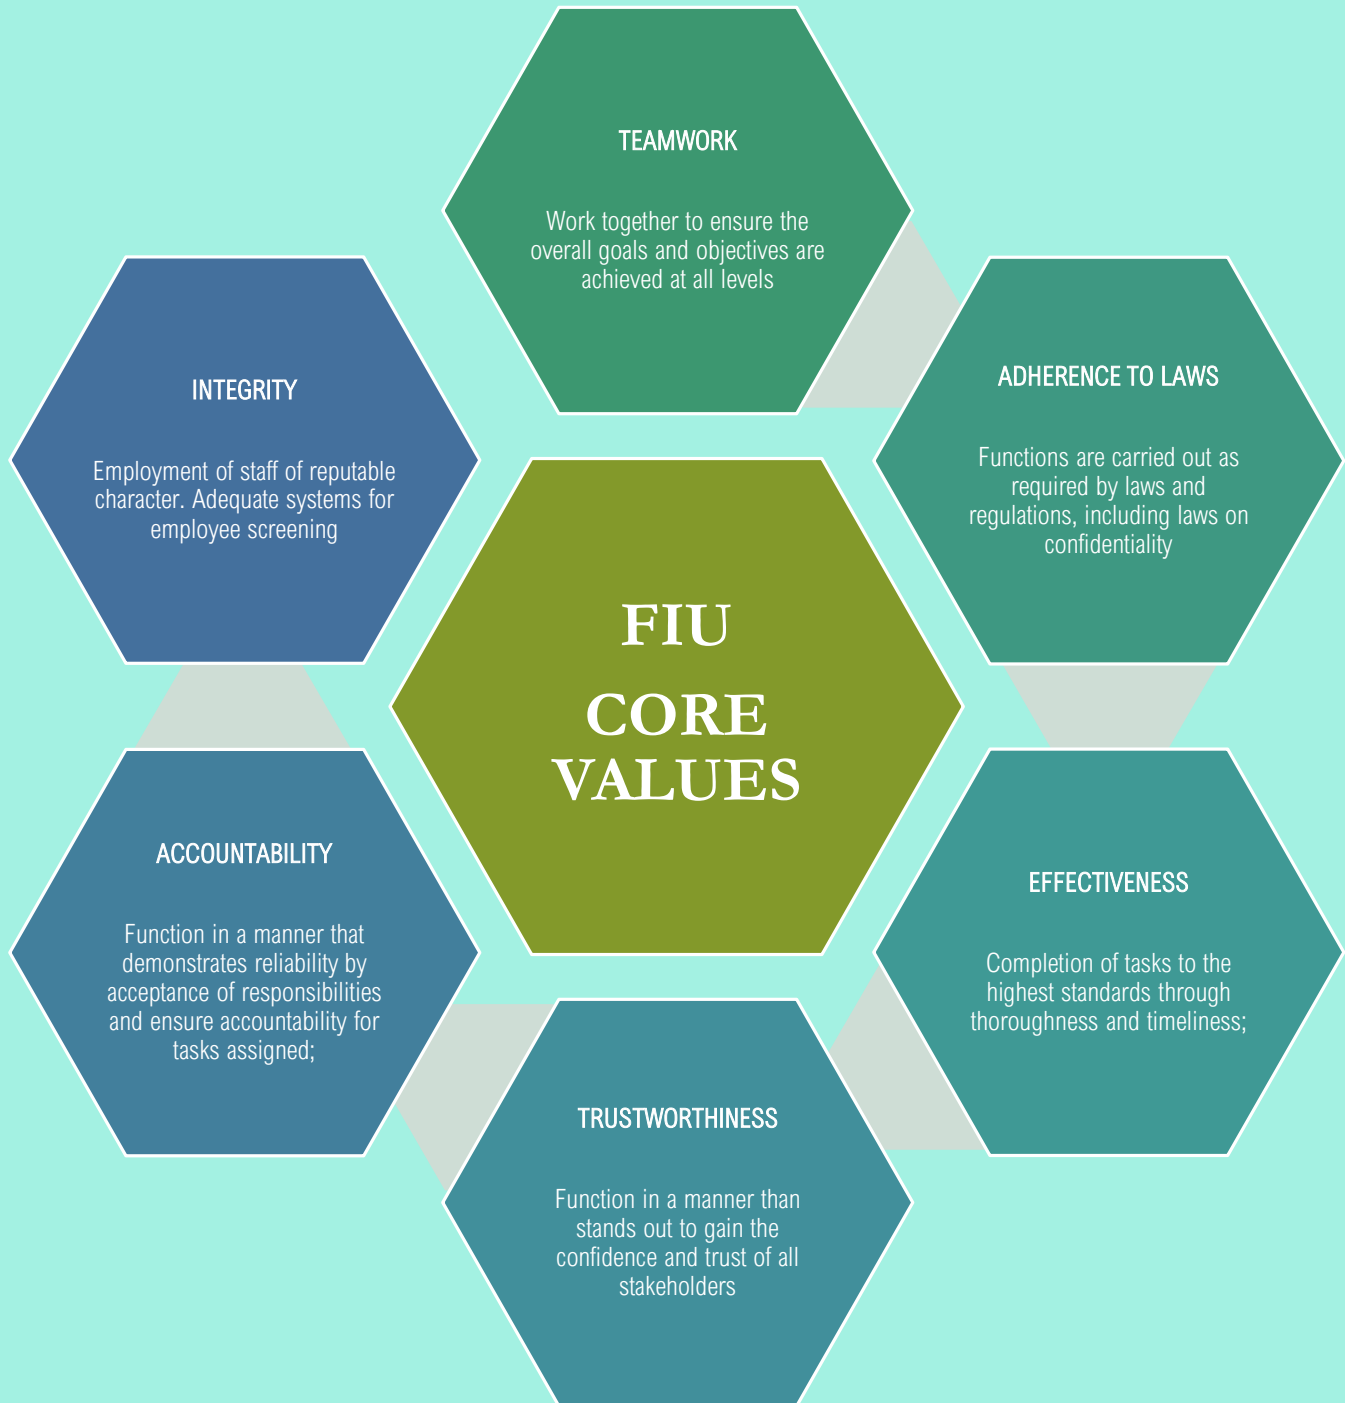 TEAMWORK
Work together to ensure the
overall goals and objectives are
achieved at all levels
ADHERENCE TO LAWS
Functions are carried out as
required by laws and
regulations, including laws on
confidentiality
EFFECTIVENESS
Completion of tasks to the
highest standards through
thoroughness and timeliness;
TRUSTWORTHINESS
Function in a manner than
stands out to gain the
confidence and trust of all
stakeholders
ACCOUNTABILITY
Function in a manner that
demonstrates reliability by
acceptance of responsibilities
and ensure accountability for
tasks assigned;
INTEGRITY
Employment of staff of reputable
character. Adequate systems for
employee screening
FIU
CORE
VALUES